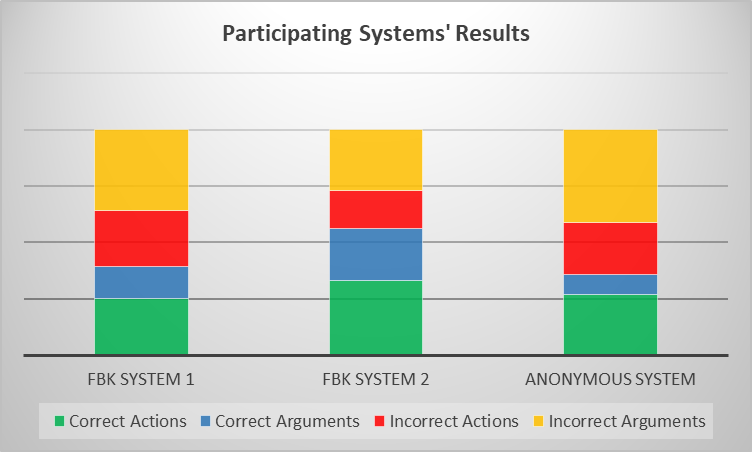 Participating Systems' Results
FBK SYSTEM 1 FBK SYSTEM 2 ANONYMOUS SYSTEM
Correct Actions Correct Arguments Incorrect Actions Incorrect Arguments